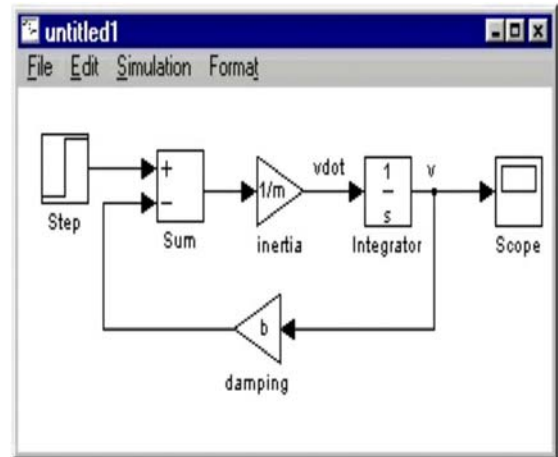 untitled1
File Edit Simulation Format
Step
+
−
Sum
1/m
inertia
vdot
1
s
Integrator
v
Scope
b
damping